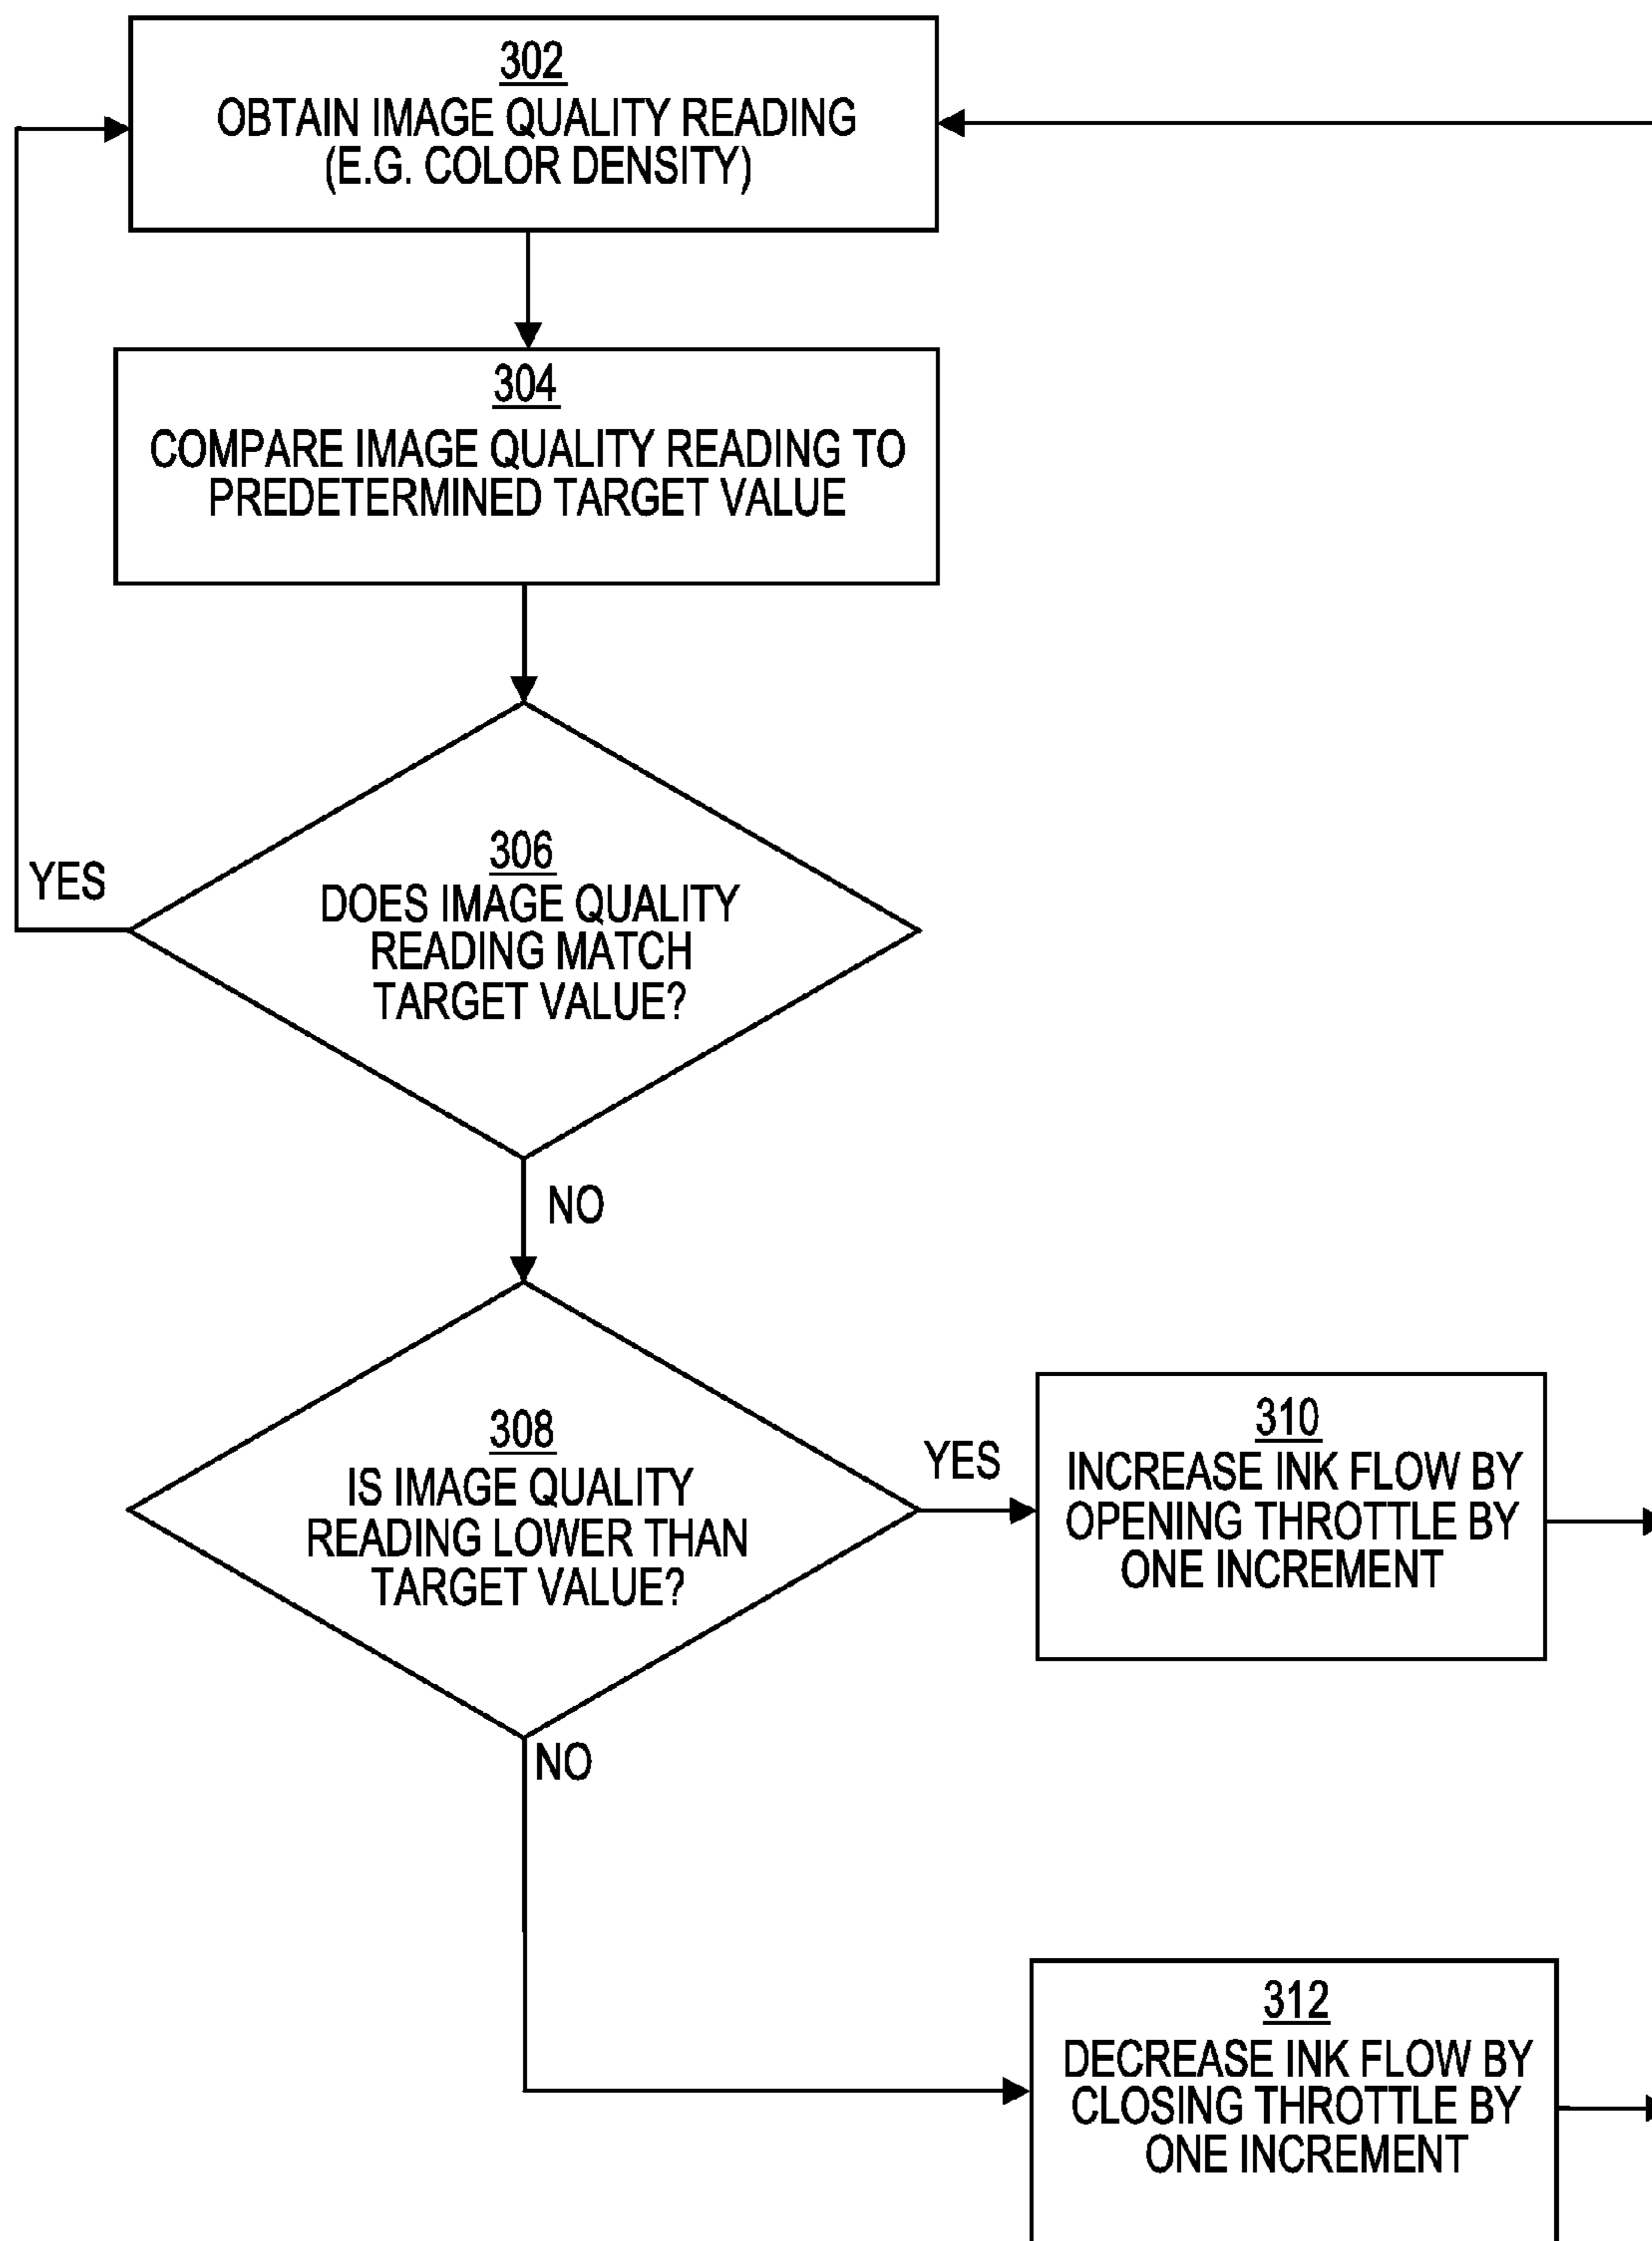 302
OBTAIN IMAGE QUALITY READING
(E.G. COLOR DENSITY)
304
COMPARE IMAGE QUALITY READING TO
PREDETERMINED TARGET VALUE
306
DOES IMAGE QUALITY
READING MATCH
TARGET VALUE?
YES
NO
308
IS IMAGE QUALITY
READING LOWER THAN
TARGET VALUE?
YES
310
INCREASE INK FLOW BY
OPENING THROTTLE BY
ONE INCREMENT
NO
312
DECREASE INK FLOW BY
CLOSING THROTTLE BY
ONE INCREMENT